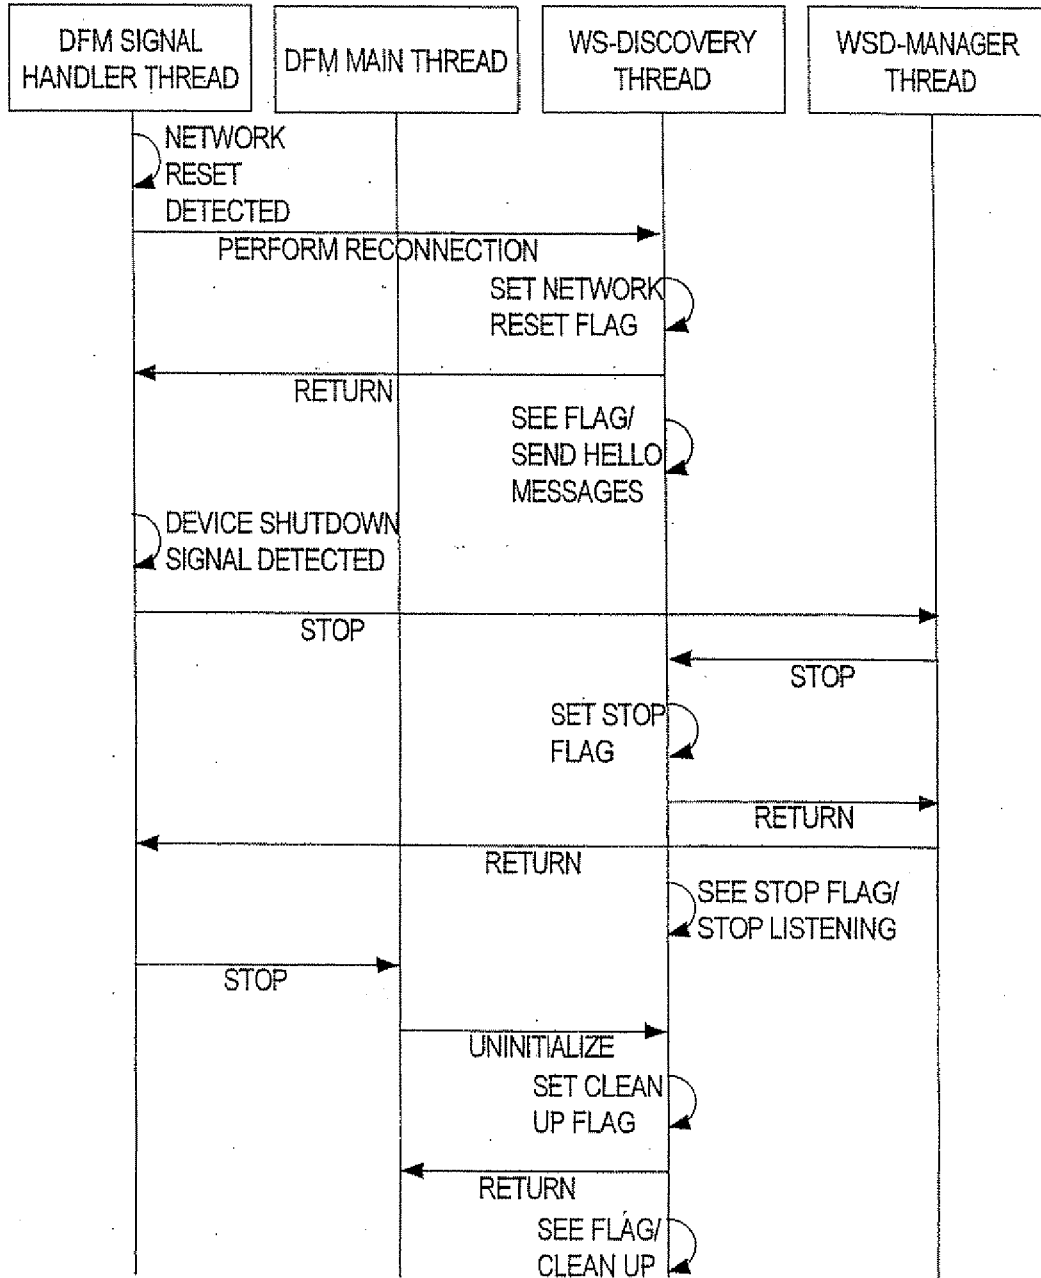 DFM SIGNAL
HANDLER THREAD
DFM MAIN THREAD
WS-DISCOVERY
THREAD
WSD-MANAGER
THREAD
NETWORK
RESET
DETECTED
PERFORM RECONNECTION
SET NETWORK
RESET FLAG
RETURN
SEE FLAG/
SEND HELLO
MESSAGES
DEVICE SHUTDOWN
SIGNAL DETECTED
STOP
STOP
SET STOP
FLAG
RETURN
RETURN
SEE STOP FLAG/
STOP LISTENING
STOP
UNINITIALIZE
SET CLEAN
UP FLAG
RETURN
SEE FLAG/
CLEAN UP